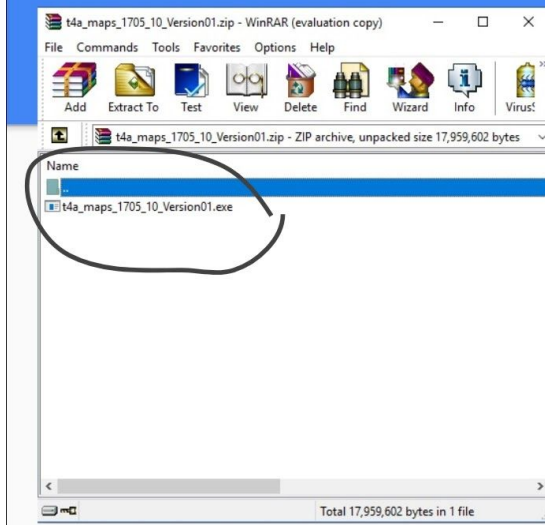 t4a_maps_1705_10_Version01.zip - WinRAR (evaluation copy)
File Commands Tools Favorites Options Help
Add Extract To Test View Delete Find Wizard Info VirusS
t4a_maps_1705_10_Version01.zip - ZIP archive, unpacked size 17,959,602 bytes
Name
..
t4a_maps_1705_10_Version01.exe
Total 17,959,602 bytes in 1 file